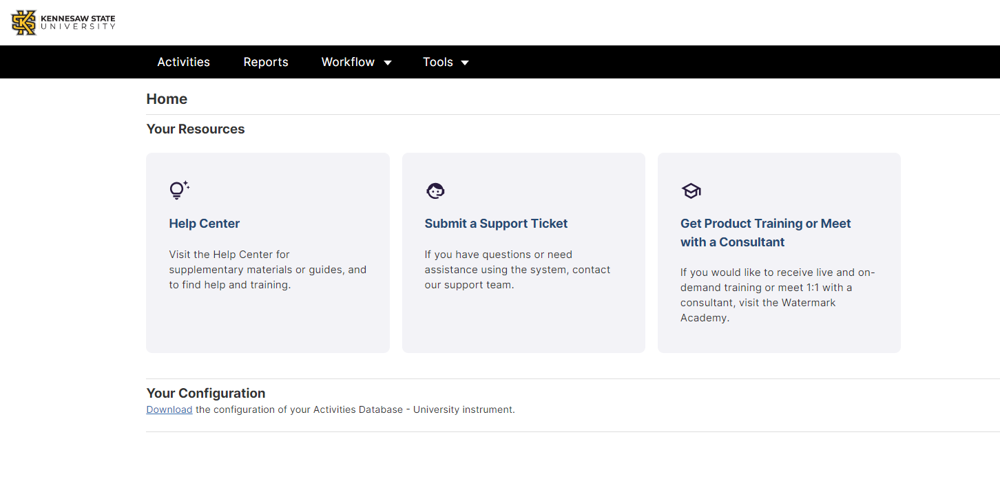 KENNESAW STATE
UNIVERSITY
Activities
Reports
Workflow
Tools
Home
Your Resources
Help Center
Visit the Help Center for
supplementary materials or guides, and
to find help and training.
Submit a Support Ticket
If you have questions or need
assistance using the system, contact
our support team.
Get Product Training or Meet
with a Consultant
If you would like to receive live and on-
demand training or meet 1:1 with a
consultant, visit the Watermark
Academy.
Your Configuration
Download the configuration of your Activities Database - University instrument.